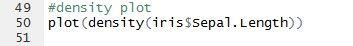 49 #density plot
50 plot(density(iris$Sepal.Length))
51